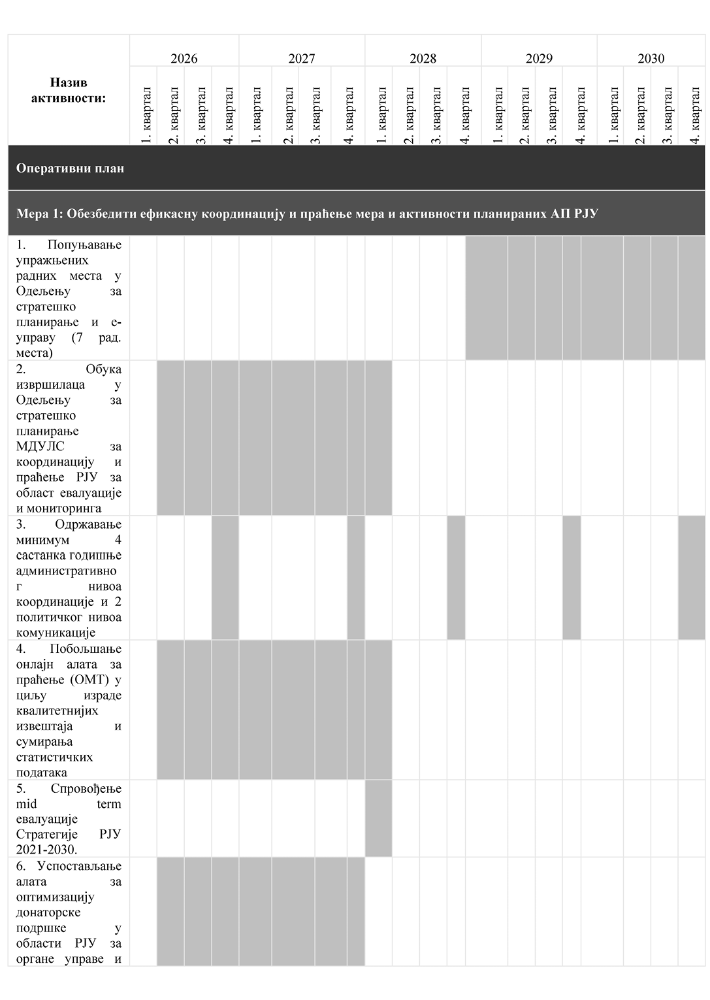 2026 2027 2028 2029 2030
Назив
активности:
1. квартал
2. квартал
3. квартал
4. квартал
1. квартал
2. квартал
3. квартал
4. квартал
1. квартал
2. квартал
3. квартал
4. квартал
1. квартал
2. квартал
3. квартал
4. квартал
1. квартал
2. квартал
3. квартал
4. квартал
Оперативни план
Мера 1: Обезбедити ефикасну координацију и праћење мера и активности планираних АП РЈУ
1. Попуњавање
упражњених
радних места у
Одељењу за
стратешко
планирање и е-
управу (7 рад.
места)
2. Обука
извршилаца у
Одељењу за
стратешко
планирање
МДУЛС за
координацију и
праћење РЈУ за
област евалуације
и мониторинга
3. Одржавање
минимум 4
састанка годишње
административно
г нивоа
координације и 2
политичког нивоа
комуникације
4. Побољшање
онлајн алата за
праћење (ОМТ) у
циљу израде
квалитетнијих
извештаја и
сумирања
статистичких
података
5. Спровођење
mid term
евалуације
Стратегије РЈУ
2021-2030.
6. Успостављање
алата за
оптимизацију
донаторске
подршке у
области РЈУ за
органе управе и